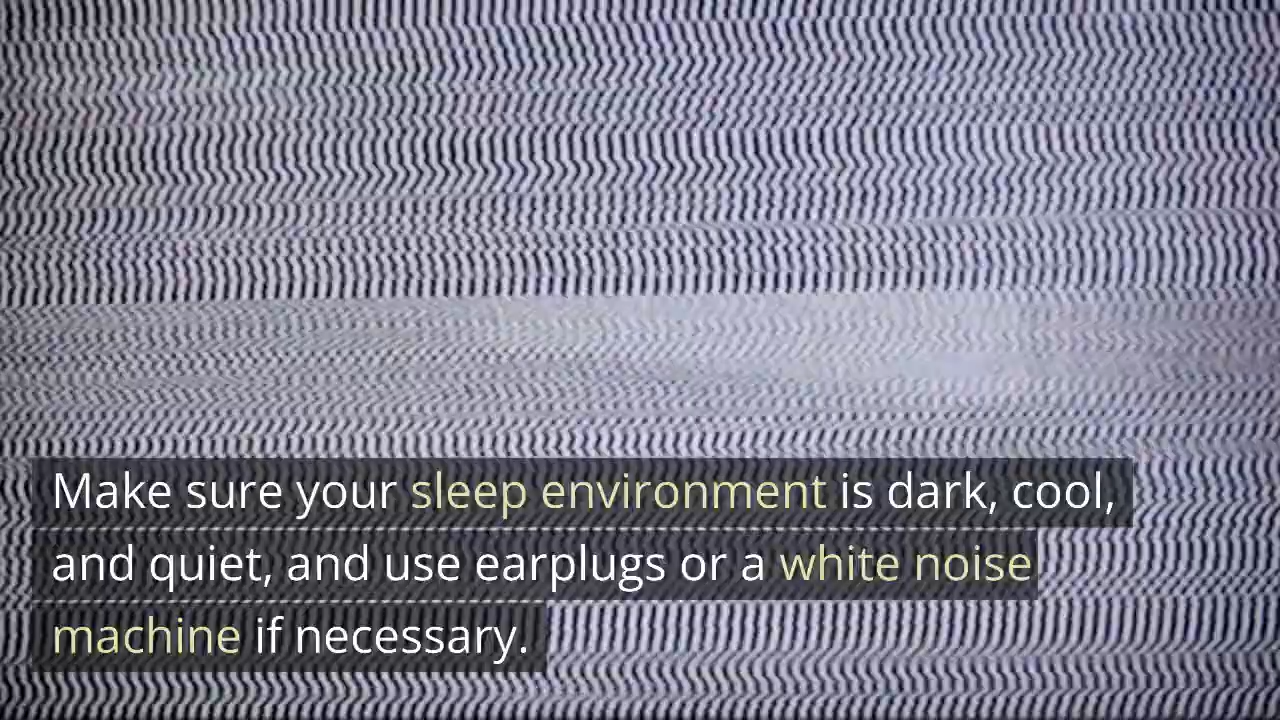 Make sure your sleep environment is dark, cool,
and quiet, and use earplugs or a white noise
machine if necessary.